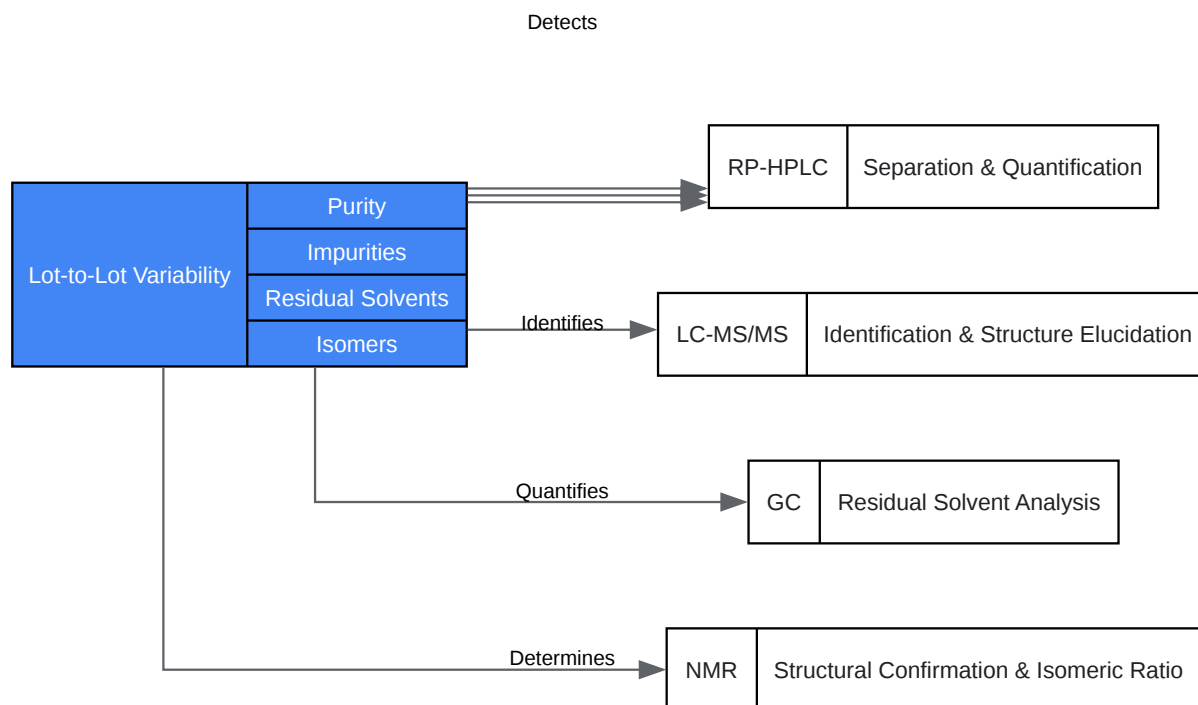 Detects
RP-HPLC
Separation & Quantification
Lot-to-Lot Variability
Purity
Impurities
Residual Solvents
Isomers
Identifies
LC-MS/MS
Identification & Structure Elucidation
Quantifies
GC
Residual Solvent Analysis
Determines
NMR
Structural Confirmation & Isomeric Ratio